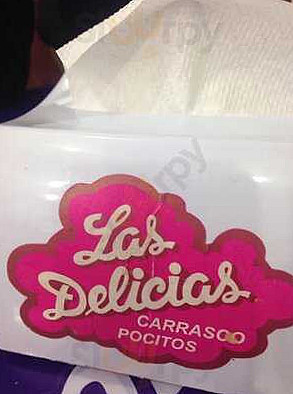 Las
Delicias
CARRASCO
POCITOS